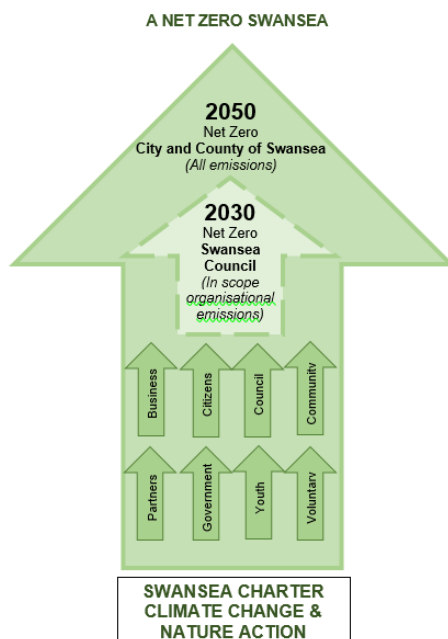 A NET ZERO SWANSEA
2050
Net Zero
City and County of Swansea
(All emissions)
2030
Net Zero
Swansea
Council
(In scope
organisational
emissions)
Business
Citizens
Council
Community
Partners
Government
Youth
Voluntary
SWANSEA CHARTER
CLIMATE CHANGE &
NATURE ACTION